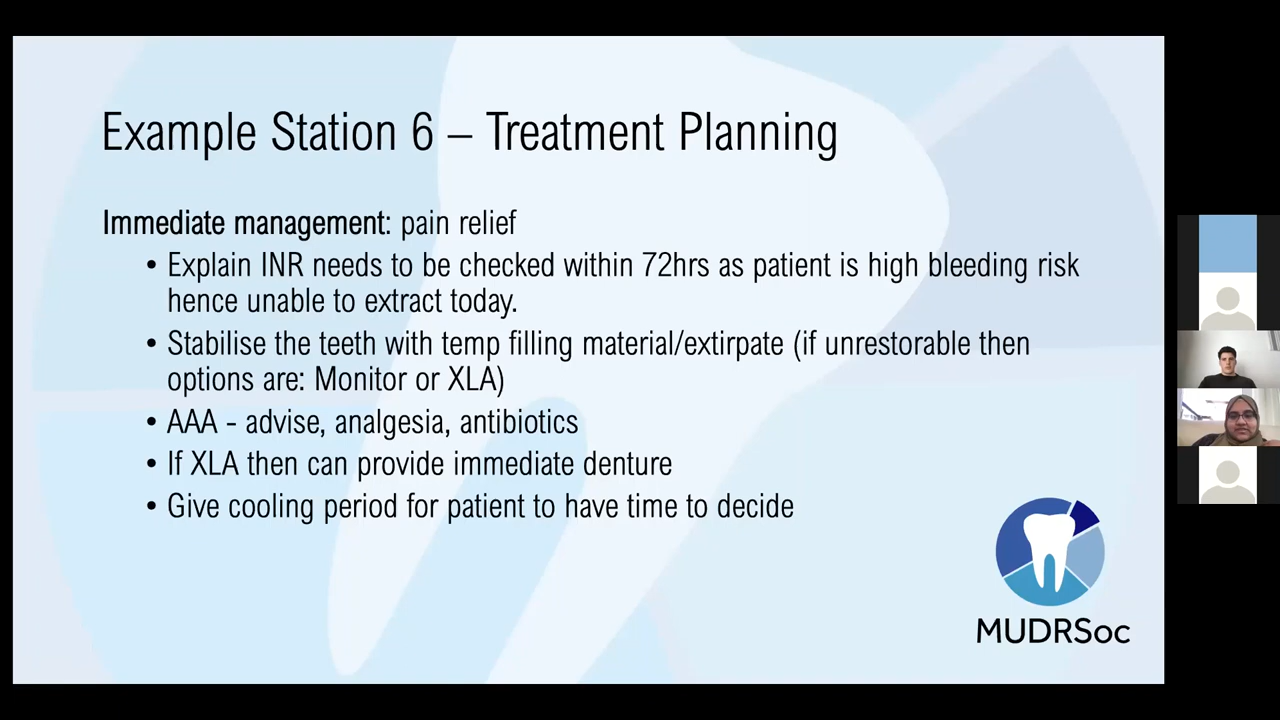 Example Station 6 – Treatment Planning
Immediate management: pain relief
• Explain INR needs to be checked within 72hrs as patient is high bleeding risk
hence unable to extract today.
• Stabilise the teeth with temp filling material/extirpate (if unrestorable then
options are: Monitor or XLA)
• AAA - advise, analgesia, antibiotics
• If XLA then can provide immediate denture
• Give cooling period for patient to have time to decide
MUDRSoc